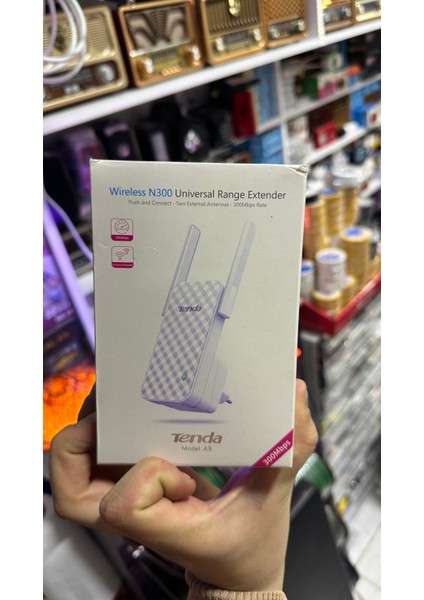 Wireless N300 Universal Range Extender
Push and Connect · Two External Antennas · 300Mbps Rate
Tenda
Tenda
Model: A9
300Mbps